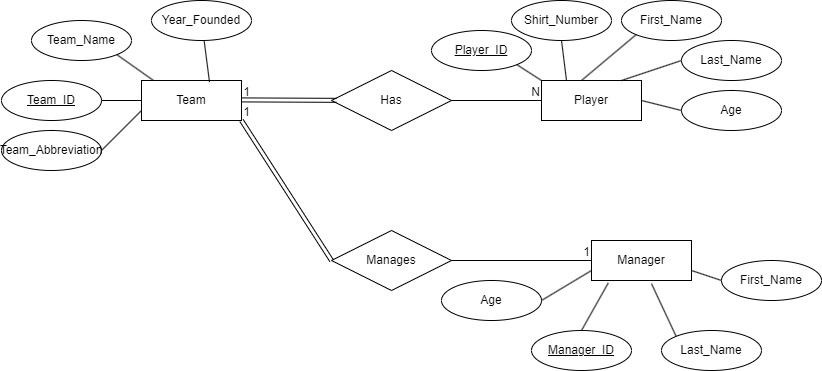 Year_Founded
Shirt_Number
First_Name
Team_Name
Player_ID
Last_Name
Team_ID
Team
1
Has
N
Player
Age
1
Team_Abbreviation
Manages
1
Manager
First_Name
Age
Manager_ID
Last_Name